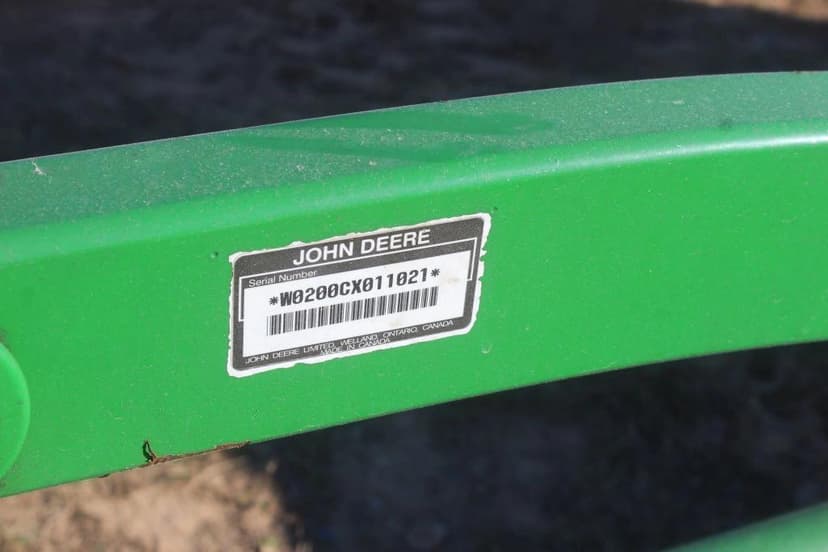 JOHN DEERE
Serial Number
*W0200CX011021*
JOHN DEERE LIMITED, WELLAND, ONTARIO, CANADA
MADE IN CANADA